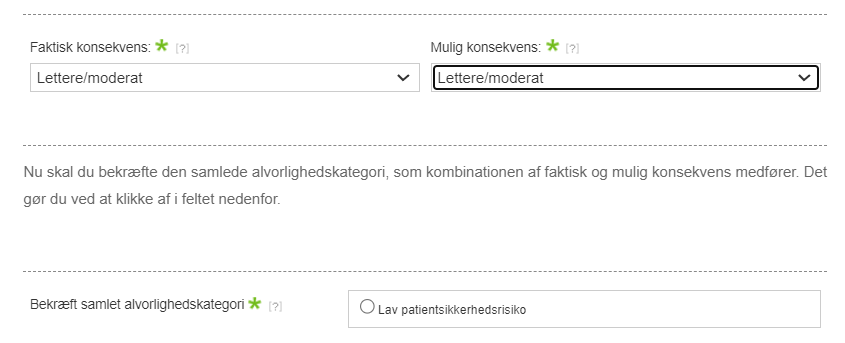 Faktisk konsekvens: * [?] Mulig konsekvens: * [?]
Lettere/moderat Lettere/moderat
Nu skal du bekræfte den samlede alvorlighedskategori, som kombinationen af faktisk og mulig konsekvens medfører. Det
gør du ved at klikke af i feltet nedenfor.
Bekræft samlet alvorlighedskategori * [?] Lav patientsikkerhedsrisiko